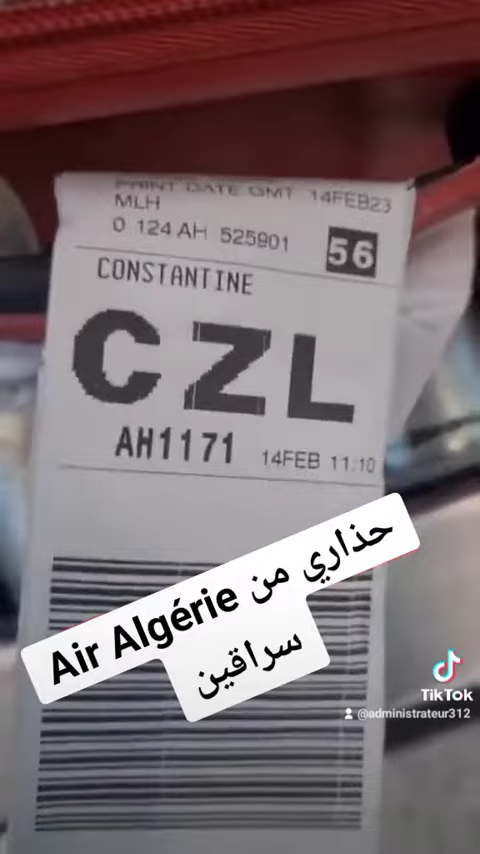 PRINT DATE GMT 14FEB23
MLH
0 124 AH 525901
56
CONSTANTINE
CZL
AH1171 14FEB 11:10
حذاري من Air Algérie
سراقين
TikTok
@administrateur312